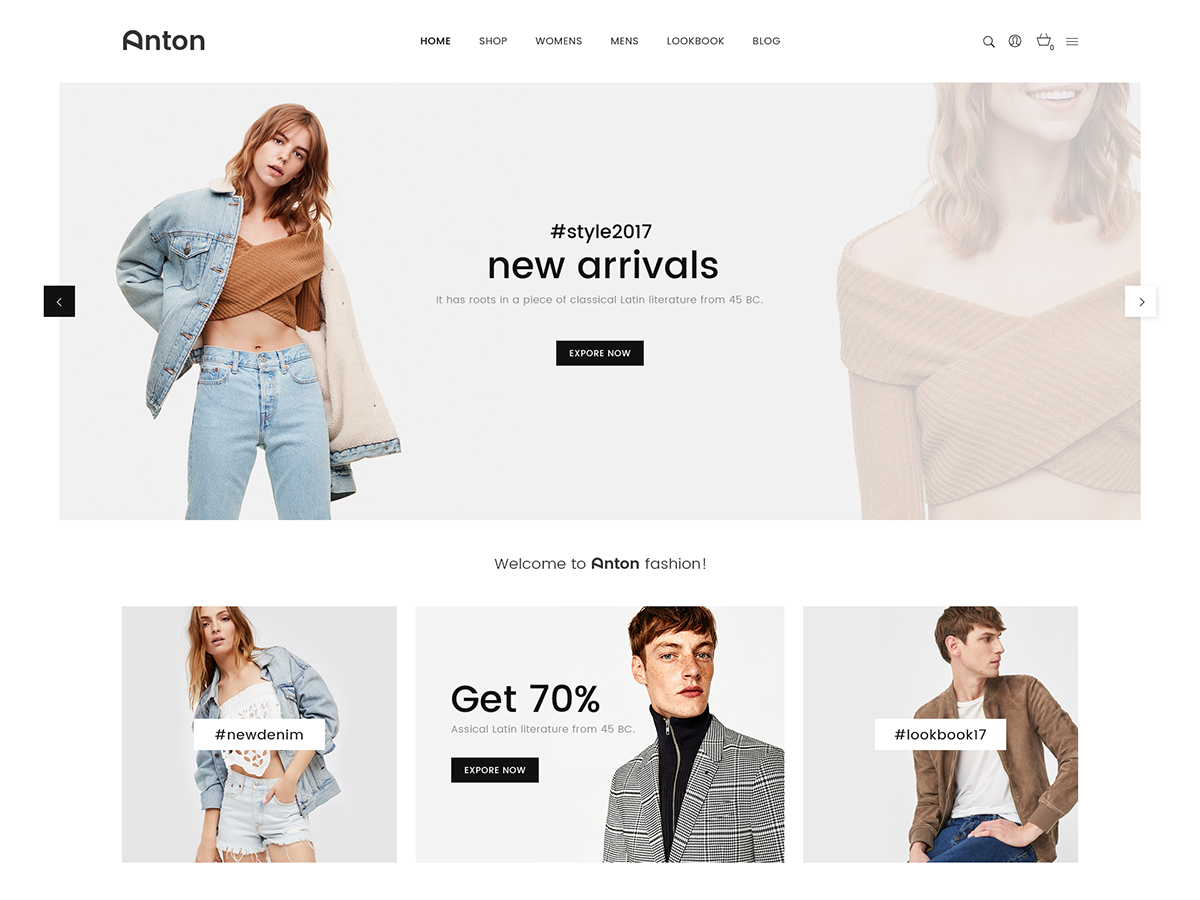 Anton
HOME SHOP WOMENS MENS LOOKBOOK BLOG
0
#style2017
new arrivals
It has roots in a piece of classical Latin literature from 45 BC.
EXPORE NOW
Welcome to Anton fashion!
#newdenim
Get 70%
Assical Latin literature from 45 BC.
EXPORE NOW
#lookbook17